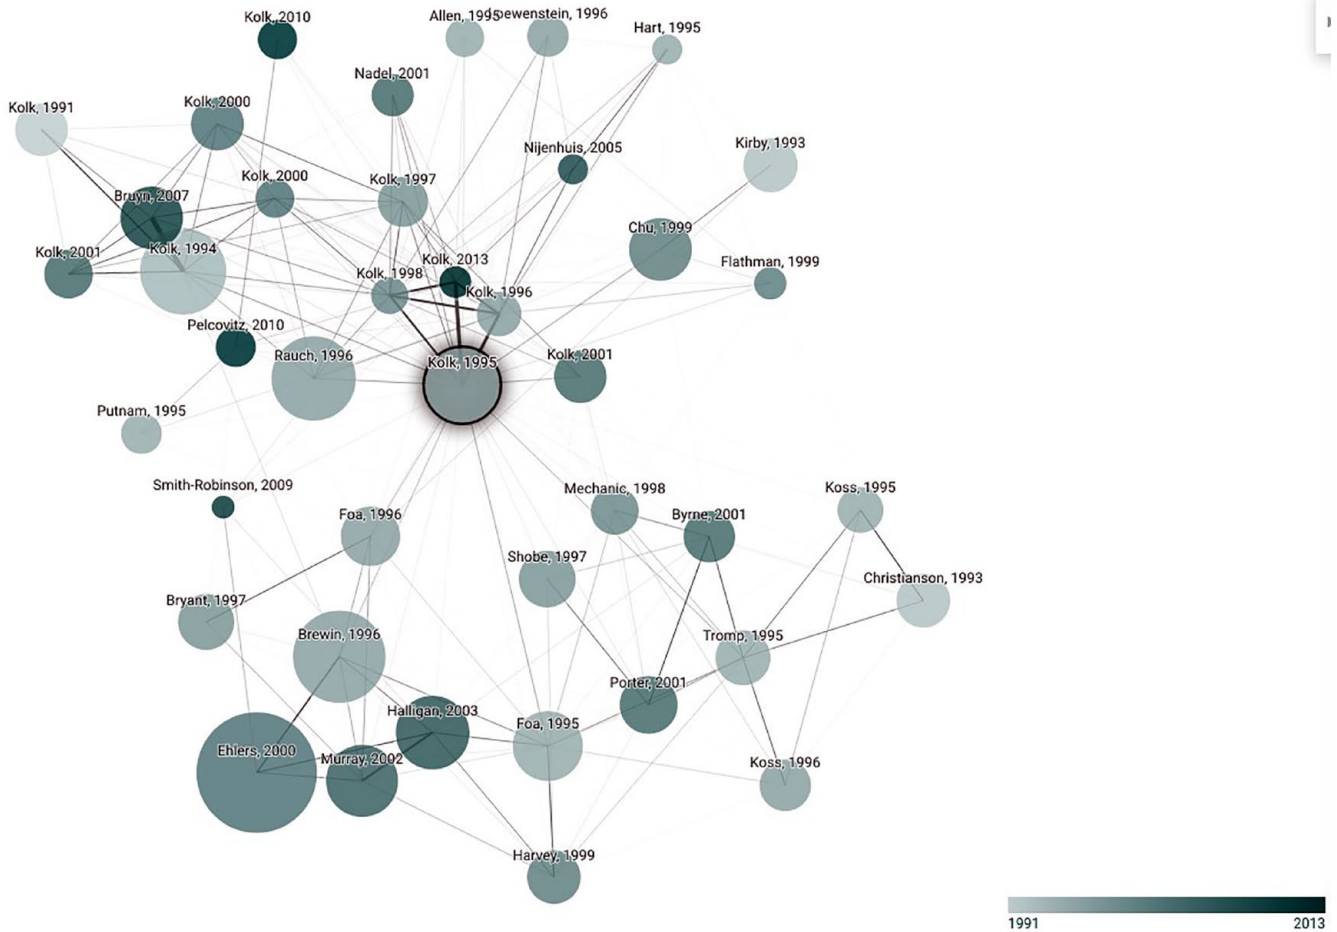 Kolk, 2010
Allen, 1995
oewenstein, 1996
Hart, 1995
Nadel, 2001
Kolk, 1991
Kolk, 2000
Nijenhuis, 2005
Kirby, 1993
Kolk, 2000
Kolk, 1997
Bruyn, 2007
Chu, 1999
Kolk, 2001
Kolk, 1994
Kolk, 2013
Flathman, 1999
Kolk, 1998
Kolk, 1996
Pelcovitz, 2010
Rauch, 1996
Kolk, 1995
Kolk, 2001
Putnam, 1995
Smith-Robinson, 2009
Mechanic, 1998
Koss, 1995
Foa, 1996
Byrne, 2001
Shobe, 1997
Christianson, 1993
Bryant, 1997
Brewin, 1996
Tromp, 1995
Porter, 2001
Halligan, 2003
Foa, 1995
Ehlers, 2000
Murray, 2002
Koss, 1996
Harvey, 1999
1991
2013